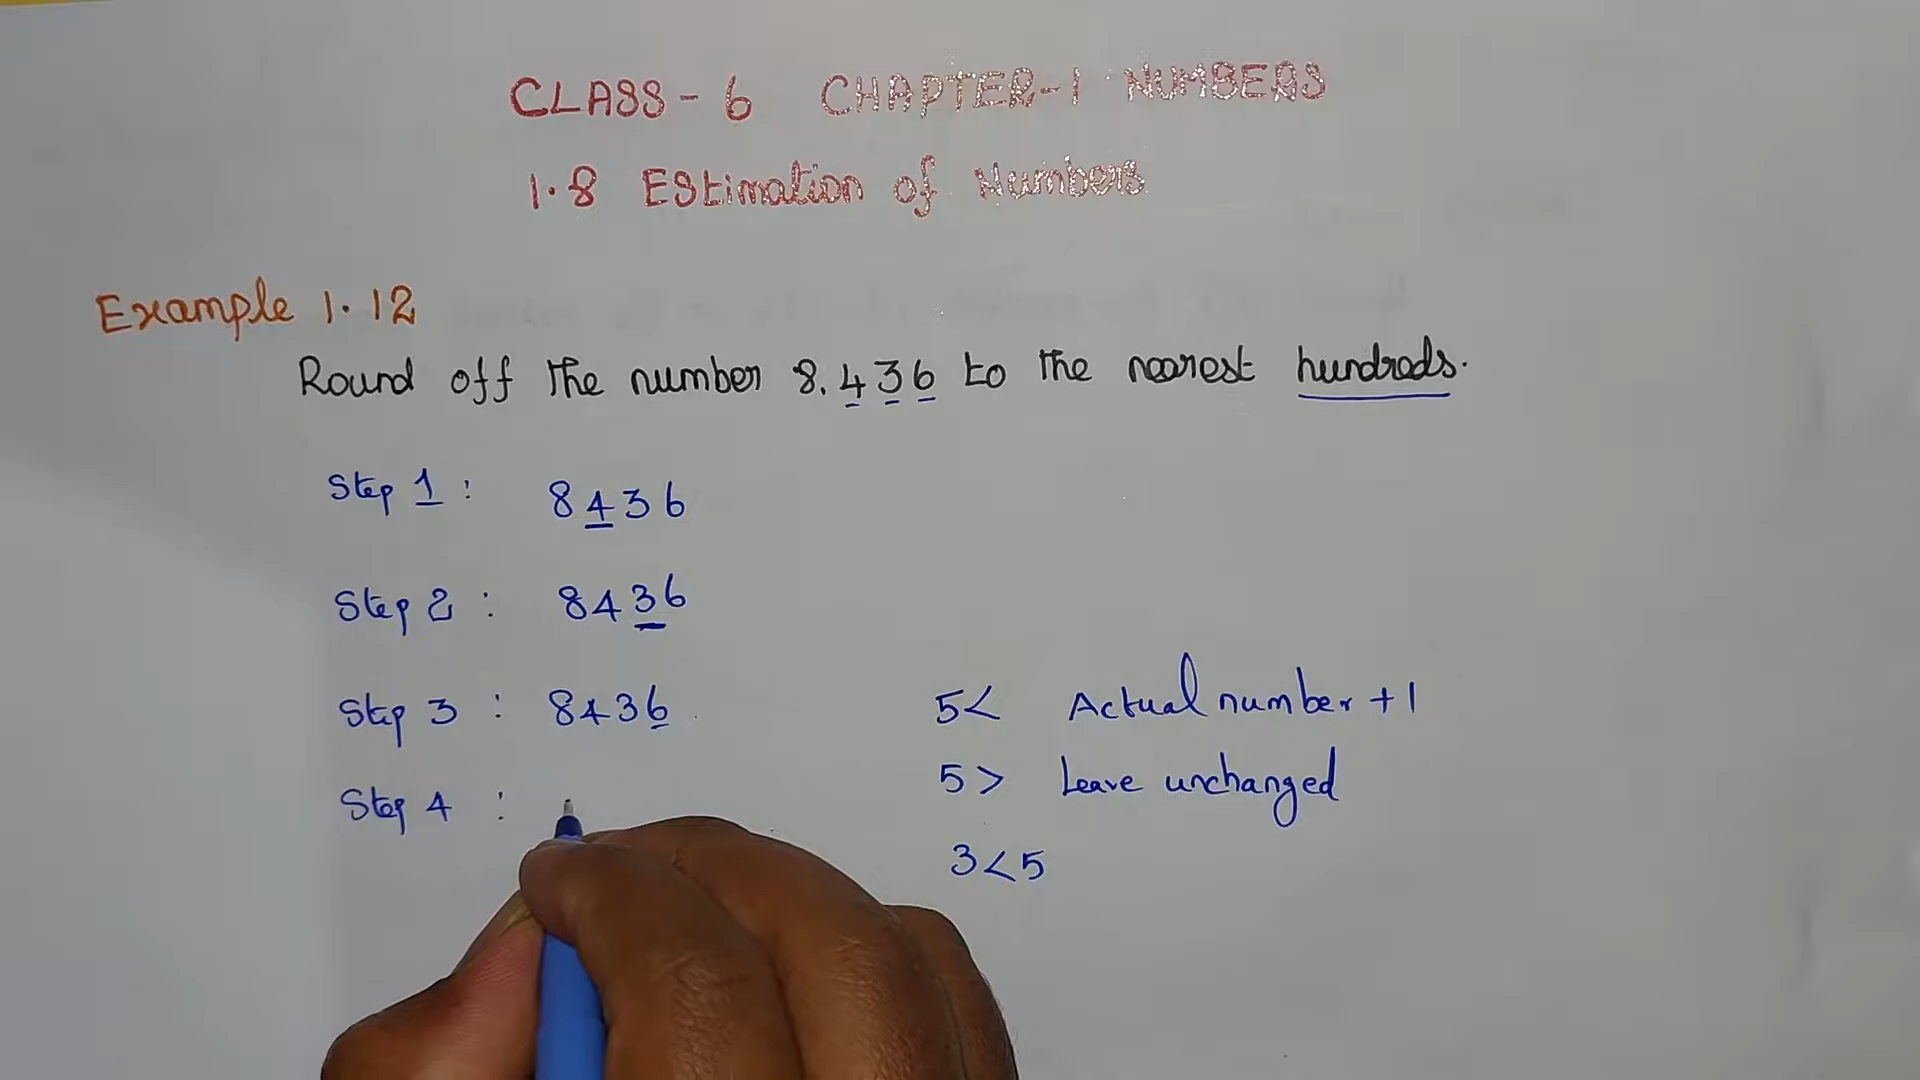 CLASS - 6 CHAPTER-1 NUMBERS
1.8 Estimation of Numbers
Example 1.12
Round off the number 8,436 to the nearest hundreds.
Step 1 : 8436
Step 2 : 8436
Step 3 : 8436
5< Actual number +1
5> Leave unchanged
Step 4 :
3<5